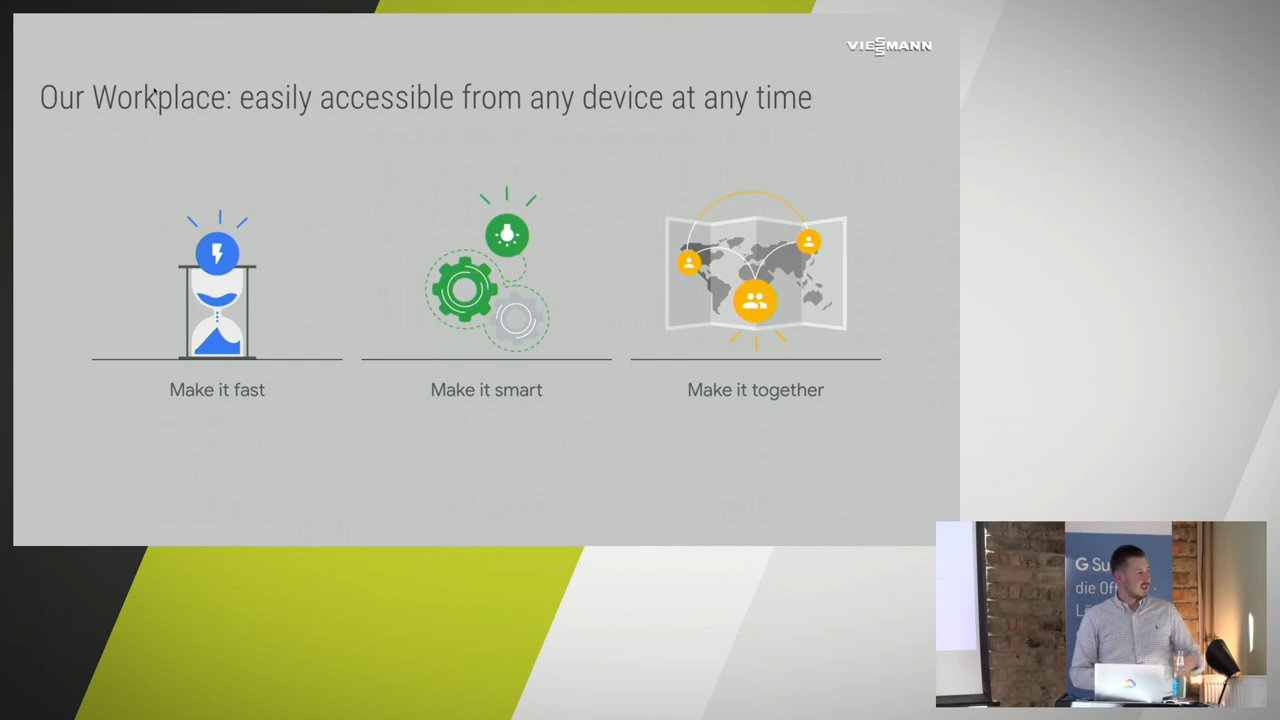 VIESSMANN
Our Workplace: easily accessible from any device at any time
Make it fast
Make it smart
Make it together
G Su
die Of